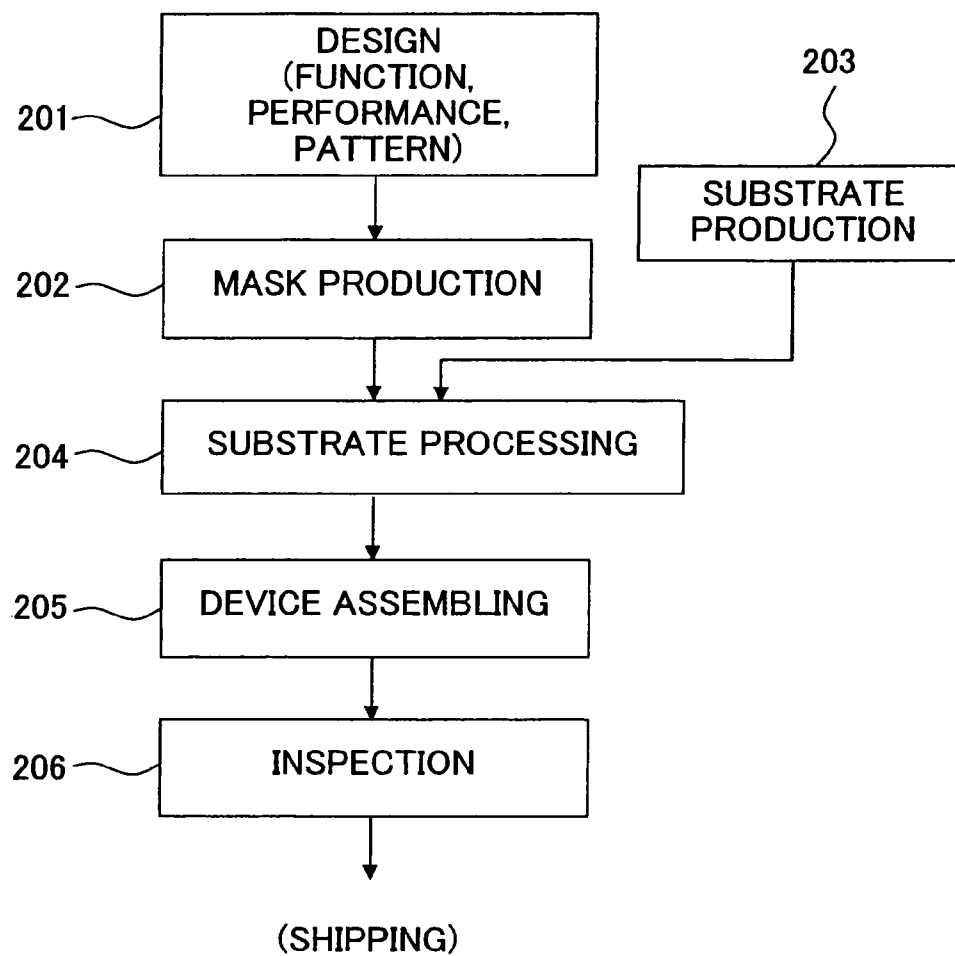 DESIGN
(FUNCTION,
PERFORMANCE,
PATTERN)
201
203
SUBSTRATE
PRODUCTION
202
MASK PRODUCTION
204
SUBSTRATE PROCESSING
205
DEVICE ASSEMBLING
206
INSPECTION
(SHIPPING)